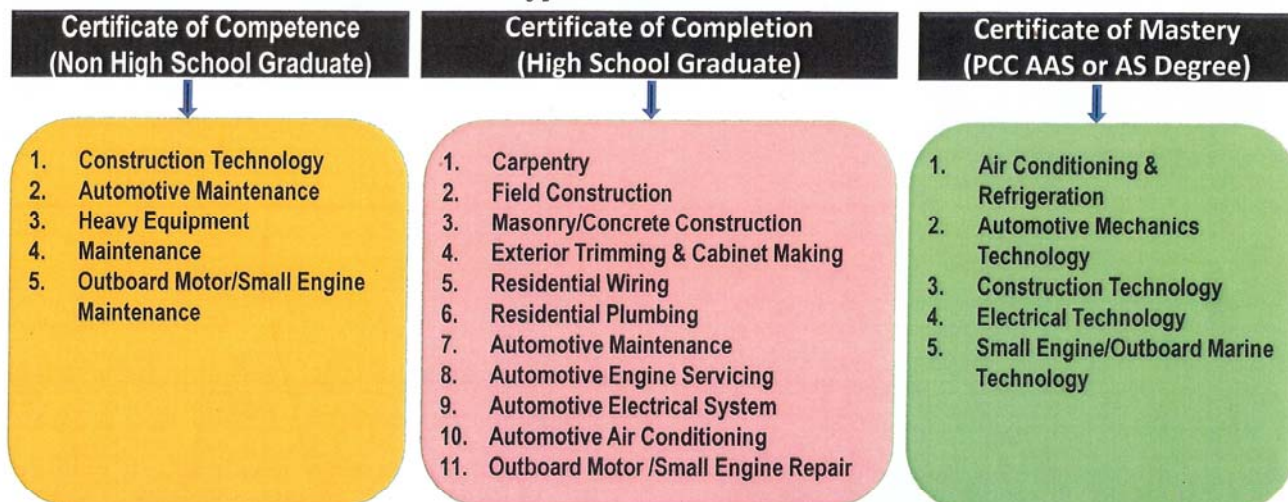 Certificate of Competence
(Non High School Graduate)
1. Construction Technology
2. Automotive Maintenance
3. Heavy Equipment
4. Maintenance
5. Outboard Motor/Small Engine
Maintenance
Certificate of Completion
(High School Graduate)
1. Carpentry
2. Field Construction
3. Masonry/Concrete Construction
4. Exterior Trimming & Cabinet Making
5. Residential Wiring
6. Residential Plumbing
7. Automotive Maintenance
8. Automotive Engine Servicing
9. Automotive Electrical System
10. Automotive Air Conditioning
11. Outboard Motor /Small Engine Repair
Certificate of Mastery
(PCC AAS or AS Degree)
1. Air Conditioning &
Refrigeration
2. Automotive Mechanics
Technology
3. Construction Technology
4. Electrical Technology
5. Small Engine/Outboard Marine
Technology